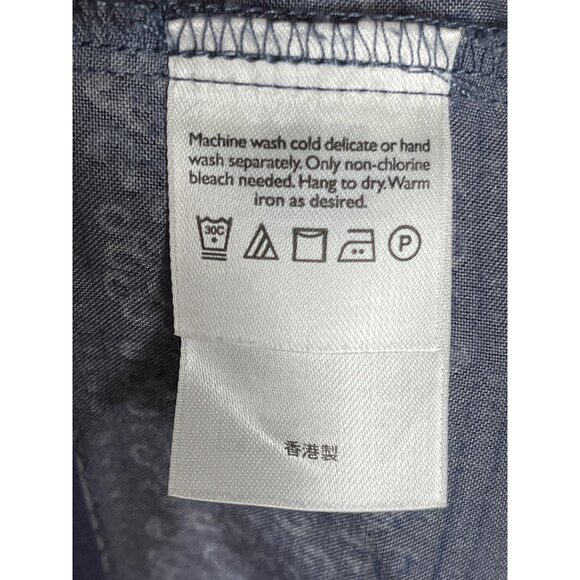 Machine wash cold delicate or hand
wash separately. Only non-chlorine
bleach needed. Hang to dry. Warm
iron as desired.
30C P
香港製